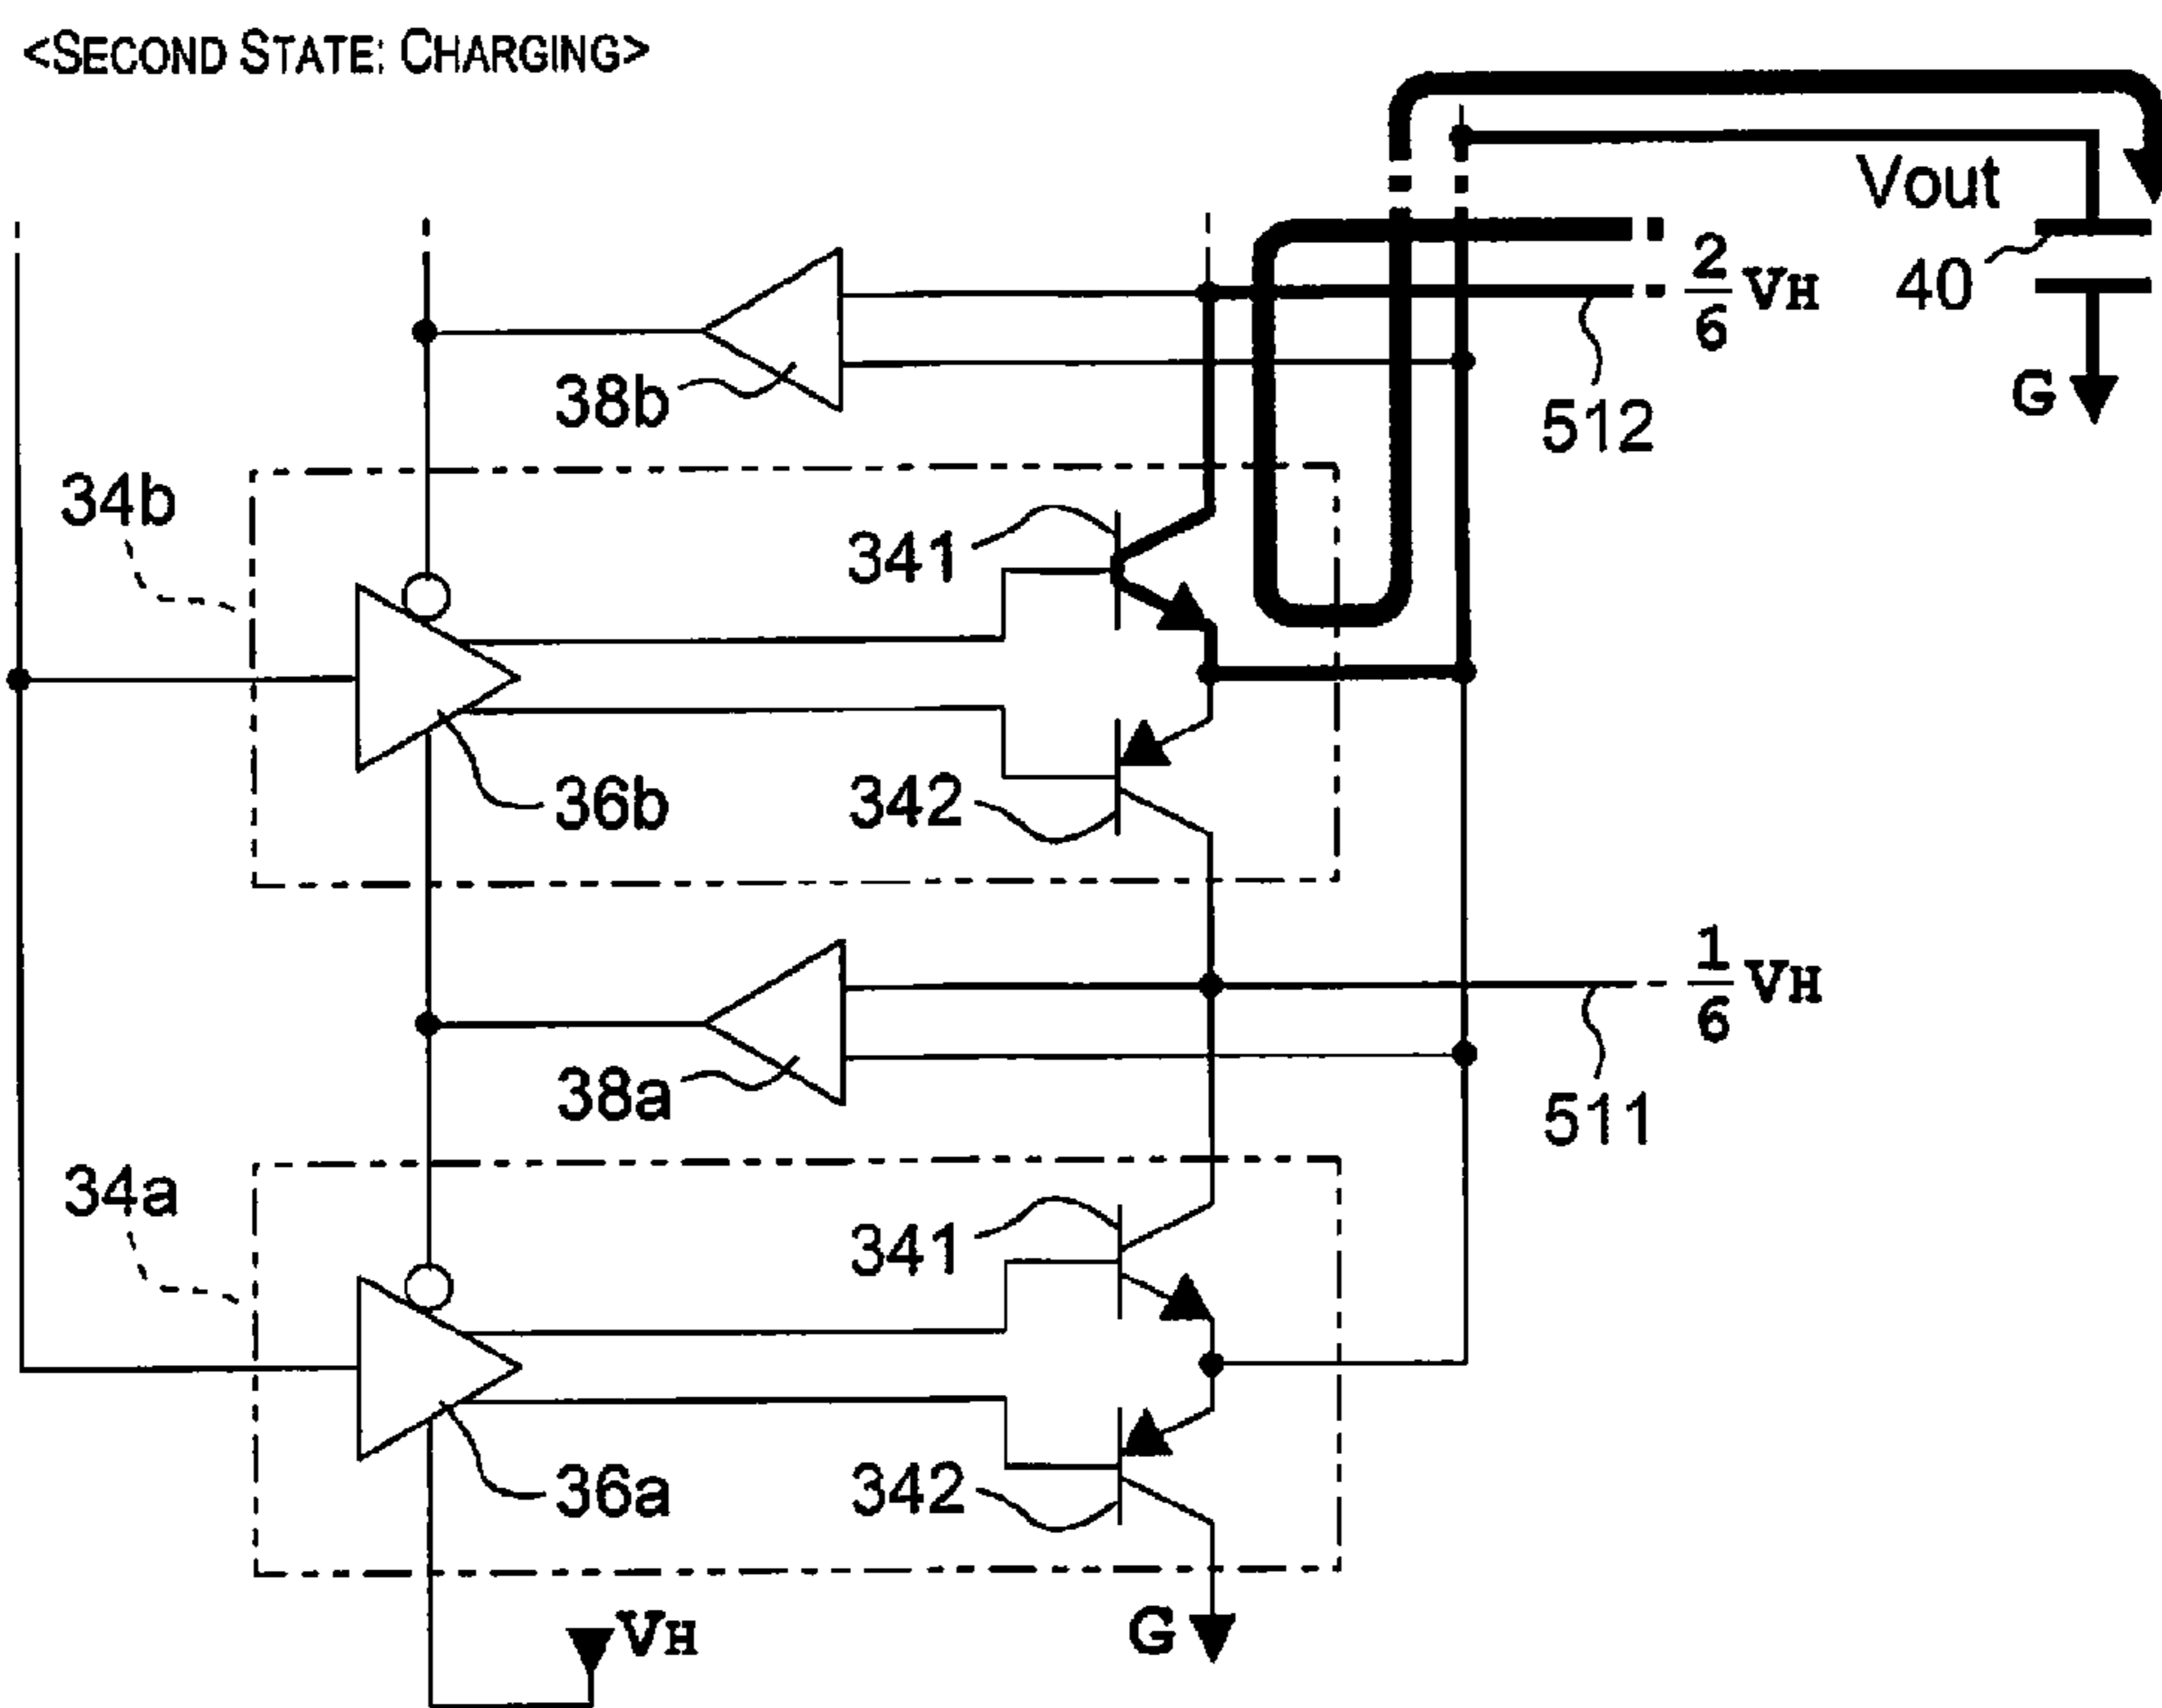 <SECOND STATE: CHARGING>
Vout
2/6 VH
40
38b
512
G
34b
341
36b
342
1/6 VH
38a
511
34a
341
36a
342
VH
G